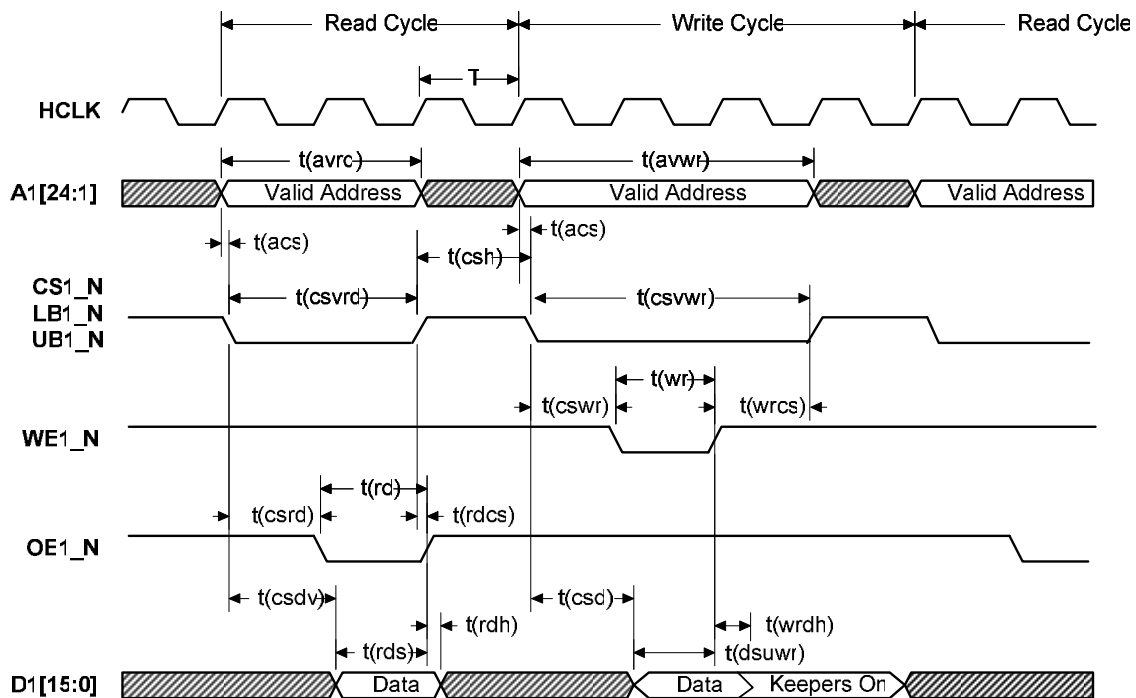 Read Cycle Write Cycle Read Cycle
T
HCLK
t(avrd) t(avwr)
A1[24:1] Valid Address Valid Address Valid Address
t(acs) t(acs)
t(csh)
CS1_N
t(csvrd) t(csvwr)
LB1_N
UB1_N
t(wr)
t(cswr) t(wrcs)
WE1_N
t(rd)
t(csrd) t(rdcs)
OE1_N
t(csdv) t(csd)
t(rdh) t(wrdh)
t(rds) t(dsuwr)
D1[15:0] Data Data Keepers On